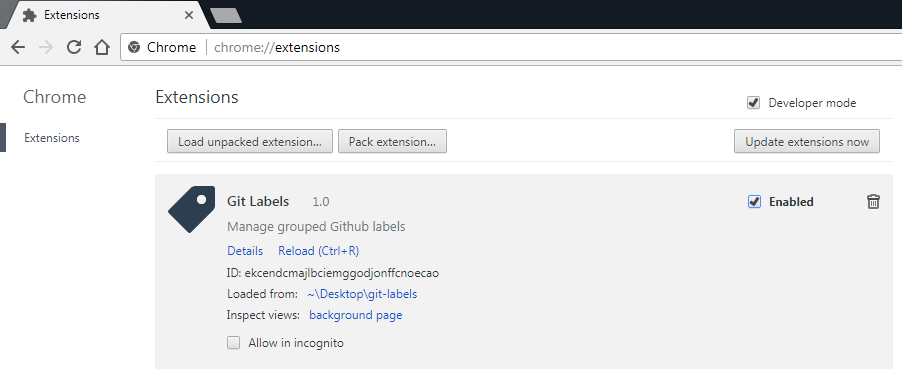 Extensions
Chrome chrome://extensions
Chrome
Extensions
Developer mode
Extensions
Load unpacked extension... Pack extension... Update extensions now
Git Labels 1.0 Enabled
Manage grouped Github labels
Details Reload (Ctrl+R)
ID: ekcendcmajlbciemggodjonffcnoecao
Loaded from: ~\Desktop\git-labels
Inspect views: background page
Allow in incognito